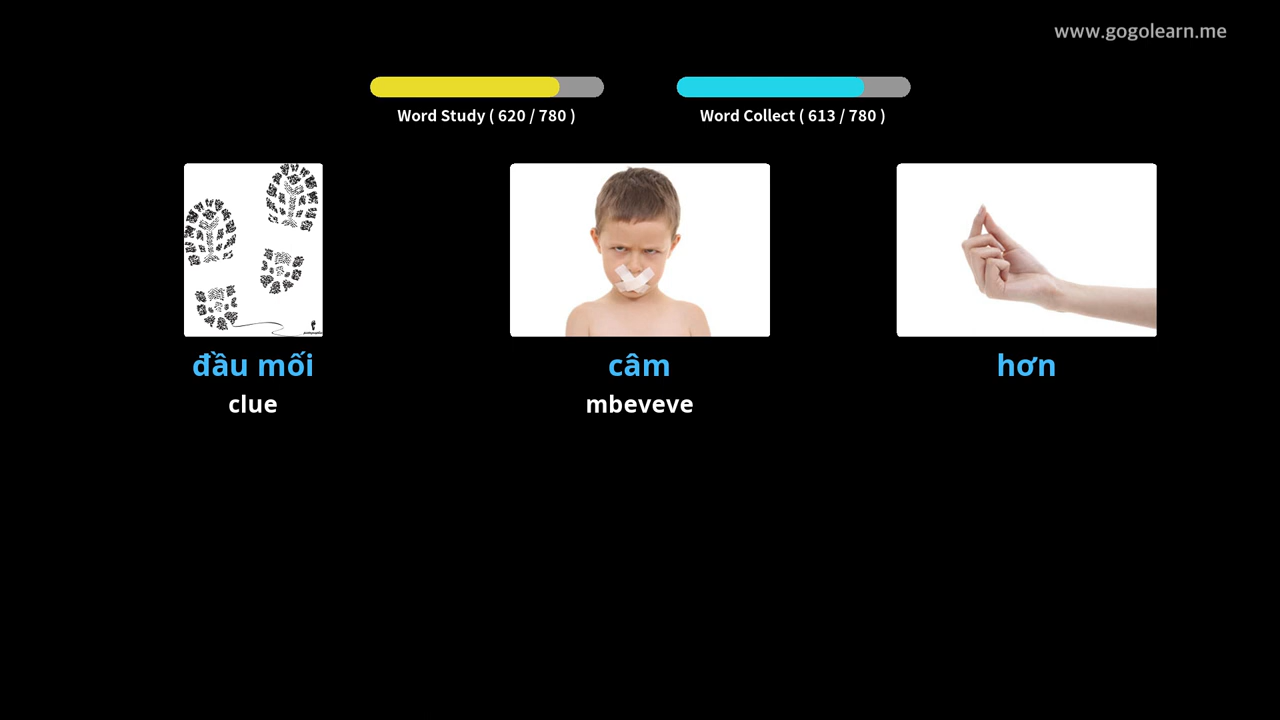 www.gogolearn.me
Word Study ( 620 / 780 )
Word Collect ( 613 / 780 )
đầu mối
câm
hơn
clue
mbeveve